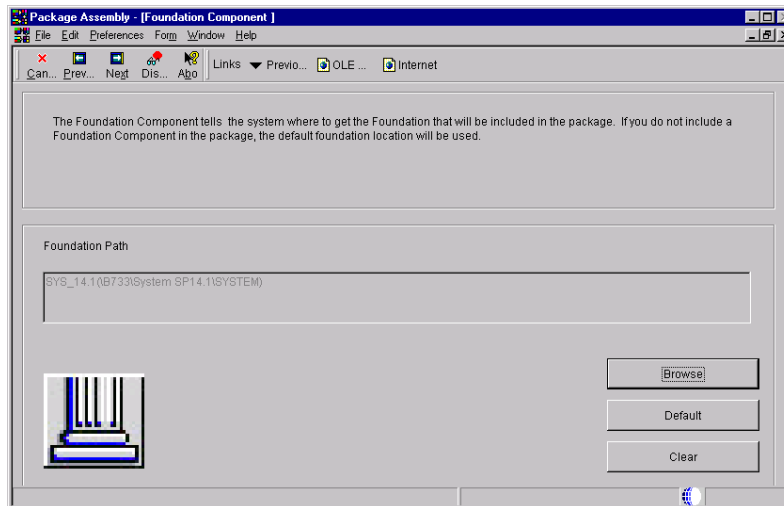 Package Assembly - [Foundation Component ]
File Edit Preferences Form Window Help
Can... Prev... Next Dis... Abo Links Previo... OLE ... Internet
The Foundation Component tells the system where to get the Foundation that will be included in the package. If you do not include a
Foundation Component in the package, the default foundation location will be used.
Foundation Path
SYS_14.1(\B733\System SP14.1\SYSTEM)
Browse
Default
Clear